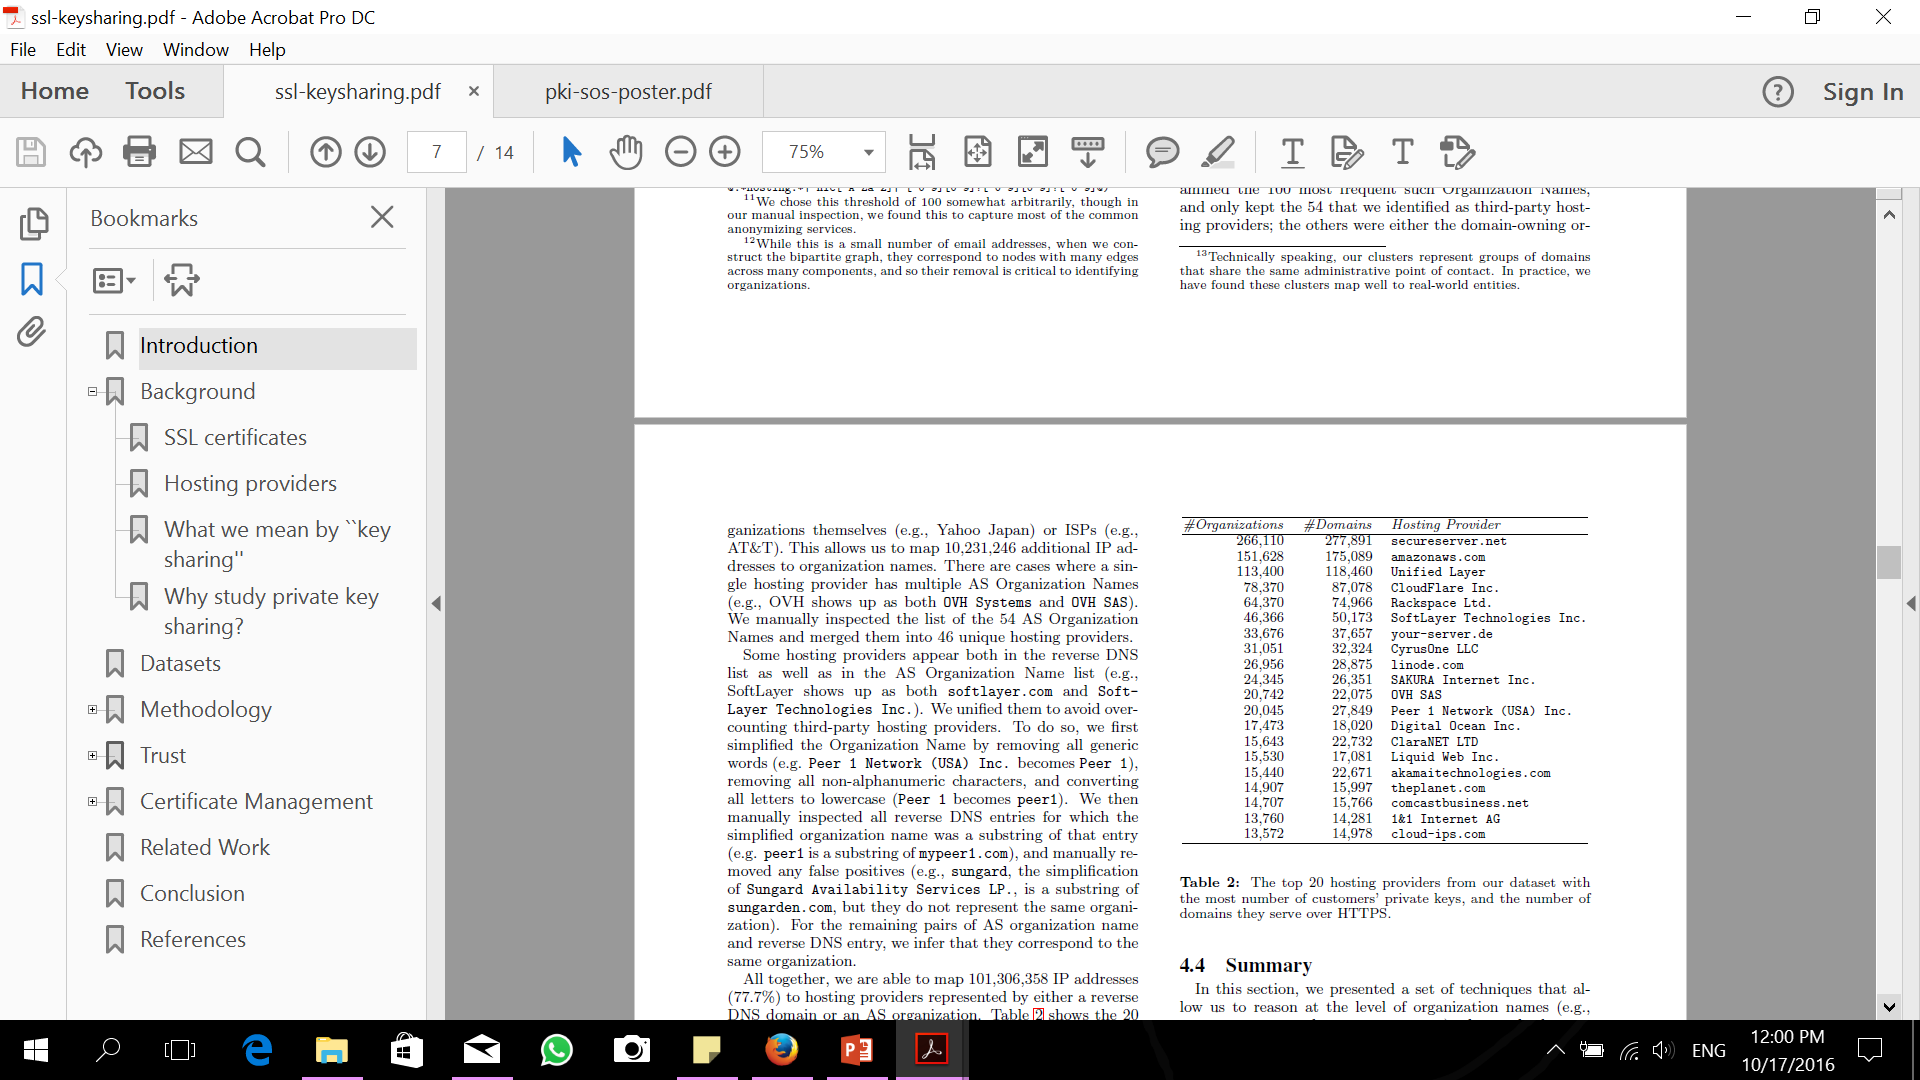 ssl-keysharing.pdf - Adobe Acrobat Pro DC
File Edit View Window Help
Home Tools ssl-keysharing.pdf × pki-sos-poster.pdf ? Sign In
7 / 14 75%
Bookmarks
Introduction
Background
SSL certificates
Hosting providers
What we mean by ``key
sharing''
Why study private key
sharing?
Datasets
Methodology
Trust
Certificate Management
Related Work
Conclusion
References
11We chose this threshold of 100 somewhat arbitrarily, though in
our manual inspection, we found this to capture most of the common
anonymizing services.
12While this is a small number of email addresses, when we con-
struct the bipartite graph, they correspond to nodes with many edges
across many components, and so their removal is critical to identifying
organizations.
amined the 100 most frequent such Organization Names,
and only kept the 54 that we identified as third-party host-
ing providers; the others were either the domain-owning or-
13Technically speaking, our clusters represent groups of domains
that share the same administrative point of contact. In practice, we
have found these clusters map well to real-world entities.
ganizations themselves (e.g., Yahoo Japan) or ISPs (e.g.,
AT&T). This allows us to map 10,231,246 additional IP ad-
dresses to organization names. There are cases where a sin-
gle hosting provider has multiple AS Organization Names
(e.g., OVH shows up as both OVH Systems and OVH SAS).
We manually inspected the list of the 54 AS Organization
Names and merged them into 46 unique hosting providers.
Some hosting providers appear both in the reverse DNS
list as well as in the AS Organization Name list (e.g.,
SoftLayer shows up as both softlayer.com and Soft-
Layer Technologies Inc.). We unified them to avoid over-
counting third-party hosting providers. To do so, we first
simplified the Organization Name by removing all generic
words (e.g. Peer 1 Network (USA) Inc. becomes Peer 1),
removing all non-alphanumeric characters, and converting
all letters to lowercase (Peer 1 becomes peer1). We then
manually inspected all reverse DNS entries for which the
simplified organization name was a substring of that entry
(e.g. peer1 is a substring of mypeer1.com), and manually re-
moved any false positives (e.g., sungard, the simplification
of Sungard Availability Services LP., is a substring of
sungarden.com, but they do not represent the same organi-
zation). For the remaining pairs of AS organization name
and reverse DNS entry, we infer that they correspond to the
same organization.
All together, we are able to map 101,306,358 IP addresses
(77.7%) to hosting providers represented by either a reverse
DNS domain or an AS organization. Table 2 shows the 20
#Organizations #Domains Hosting Provider
266,110 277,891 secureserver.net
151,628 175,089 amazonaws.com
113,400 118,460 Unified Layer
78,370 87,078 CloudFlare Inc.
64,370 74,966 Rackspace Ltd.
46,366 50,173 SoftLayer Technologies Inc.
33,676 37,657 your-server.de
31,051 32,324 CyrusOne LLC
26,956 28,875 linode.com
24,345 26,351 SAKURA Internet Inc.
20,742 22,075 OVH SAS
20,045 27,849 Peer 1 Network (USA) Inc.
17,473 18,020 Digital Ocean Inc.
15,643 22,732 ClaraNET LTD
15,530 17,081 Liquid Web Inc.
15,440 22,671 akamaitechnologies.com
14,907 15,997 theplanet.com
14,707 15,766 comcastbusiness.net
13,760 14,281 1&1 Internet AG
13,572 14,978 cloud-ips.com
Table 2: The top 20 hosting providers from our dataset with
the most number of customers' private keys, and the number of
domains they serve over HTTPS.
4.4 Summary
In this section, we presented a set of techniques that al-
low us to reason at the level of organization names (e.g.,
ENG
12:00 PM
10/17/2016